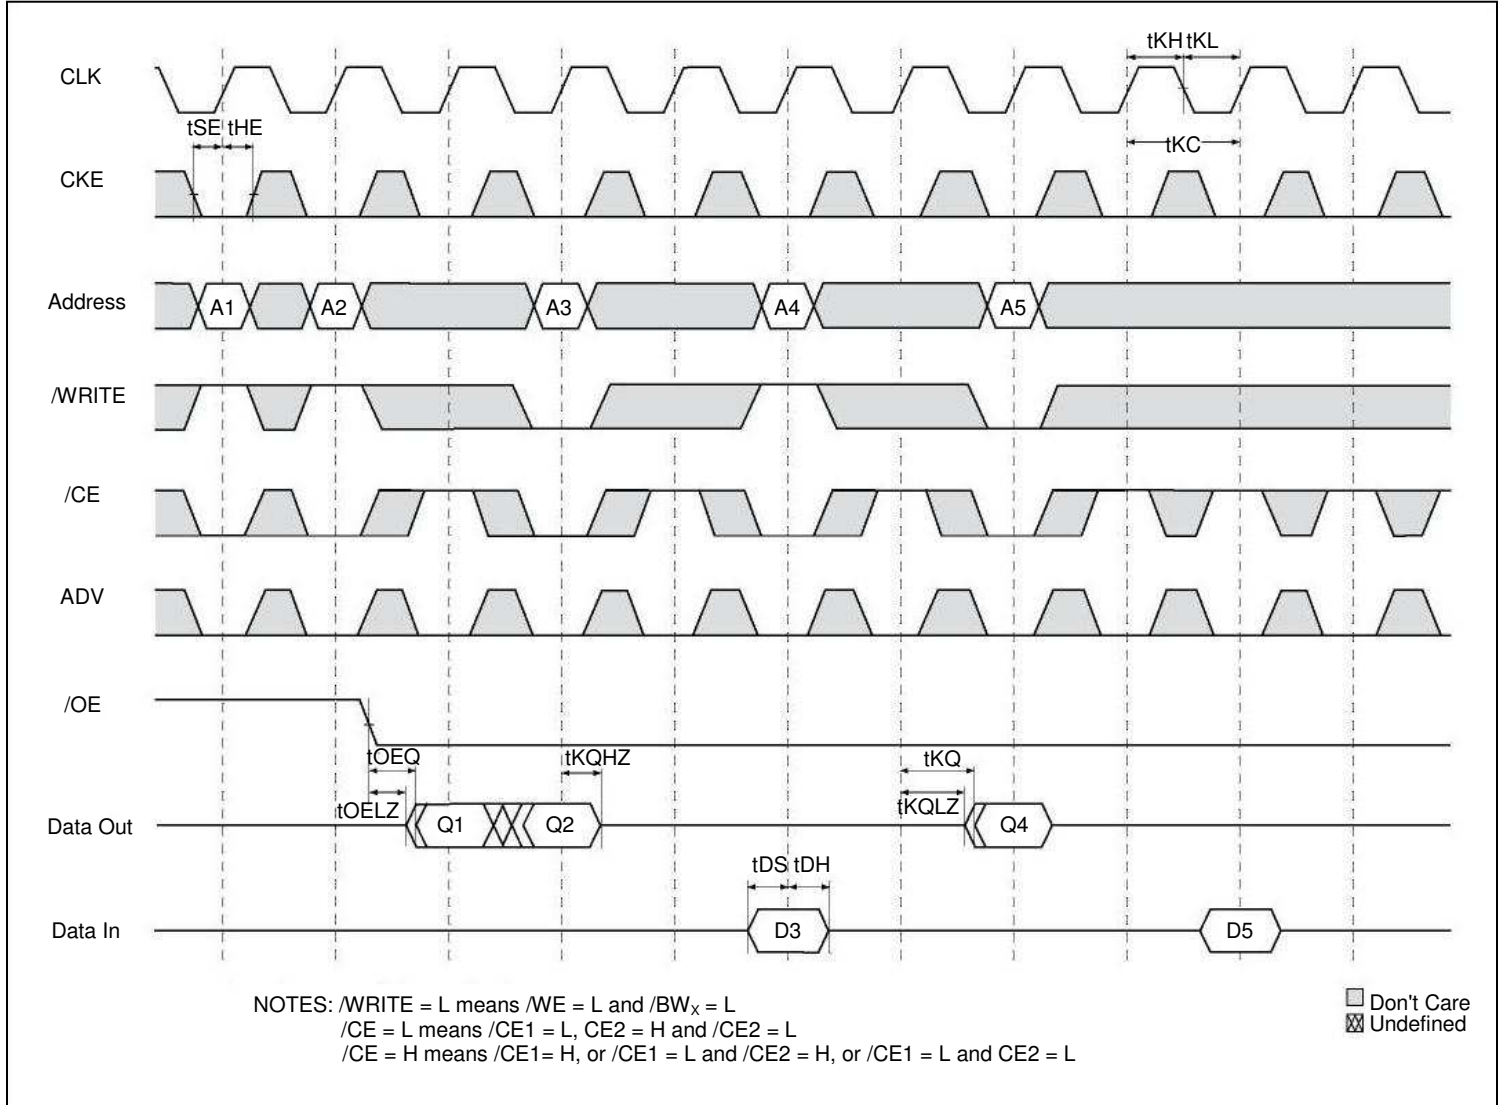 tKH tKL
CLK
tSE tHE
tKC
CKE
Address A1 A2 A3 A4 A5
/WRITE
/CE
ADV
/OE
tOEQ tKQHZ tKQ
tOELZ tKQLZ
Data Out Q1 Q2 Q4
tDS tDH
Data In D3 D5
NOTES: /WRITE = L means /WE = L and /BWX = L
/CE = L means /CE1 = L, CE2 = H and /CE2 = L
/CE = H means /CE1= H, or /CE1 = L and /CE2 = H, or /CE1 = L and CE2 = L
Don't Care
Undefined